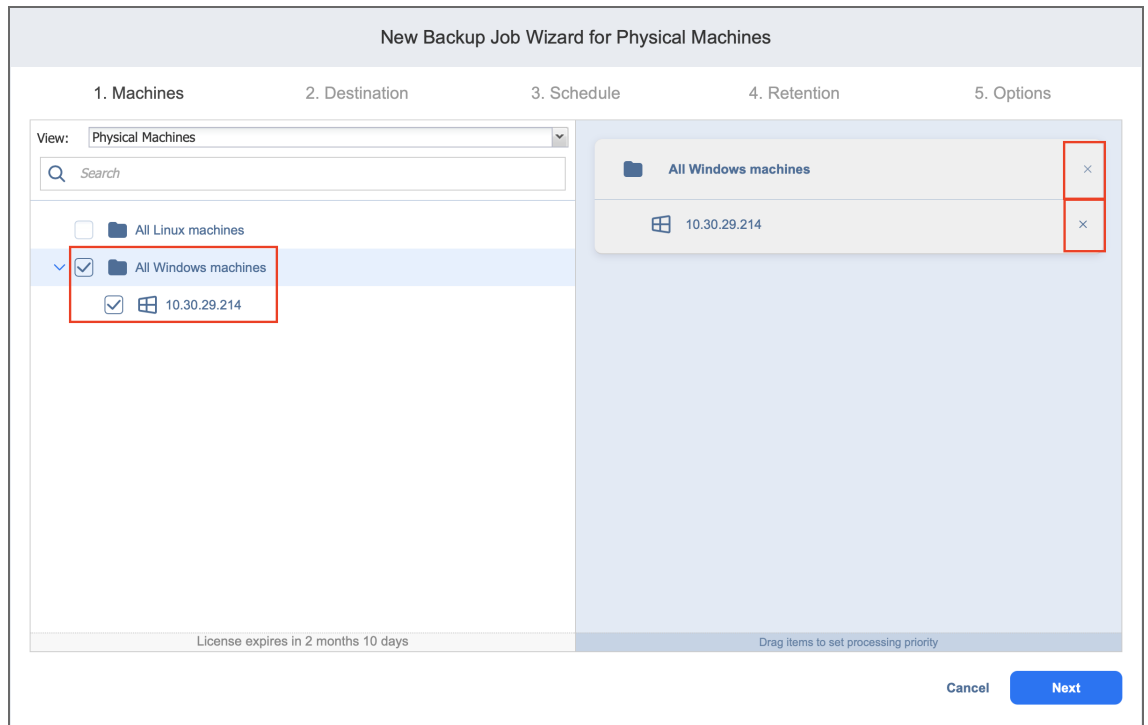 New Backup Job Wizard for Physical Machines
1. Machines 2. Destination 3. Schedule 4. Retention 5. Options
View: Physical Machines
Search
All Linux machines
All Windows machines
10.30.29.214
License expires in 2 months 10 days
All Windows machines
10.30.29.214
Drag items to set processing priority
Cancel Next